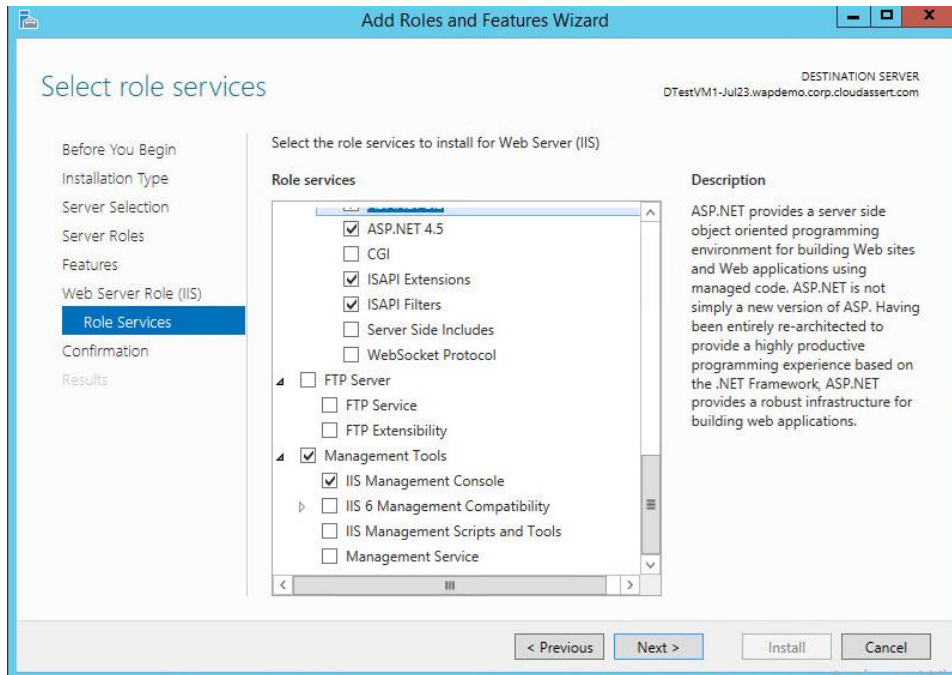 Add Roles and Features Wizard
Select role services
DESTINATION SERVER
DTestVM1-Jul23.wapdemo.corp.cloudassert.com
Before You Begin
Installation Type
Server Selection
Server Roles
Features
Web Server Role (IIS)
Role Services
Confirmation
Results
Select the role services to install for Web Server (IIS)
Role services
ASP.NET 4.5
CGI
ISAPI Extensions
ISAPI Filters
Server Side Includes
WebSocket Protocol
FTP Server
FTP Service
FTP Extensibility
Management Tools
IIS Management Console
IIS 6 Management Compatibility
IIS Management Scripts and Tools
Management Service
Description
ASP.NET provides a server side
object oriented programming
environment for building Web sites
and Web applications using
managed code. ASP.NET is not
simply a new version of ASP. Having
been entirely re-architected to
provide a highly productive
programming experience based on
the .NET Framework, ASP.NET
provides a robust infrastructure for
building web applications.
< Previous
Next >
Install
Cancel